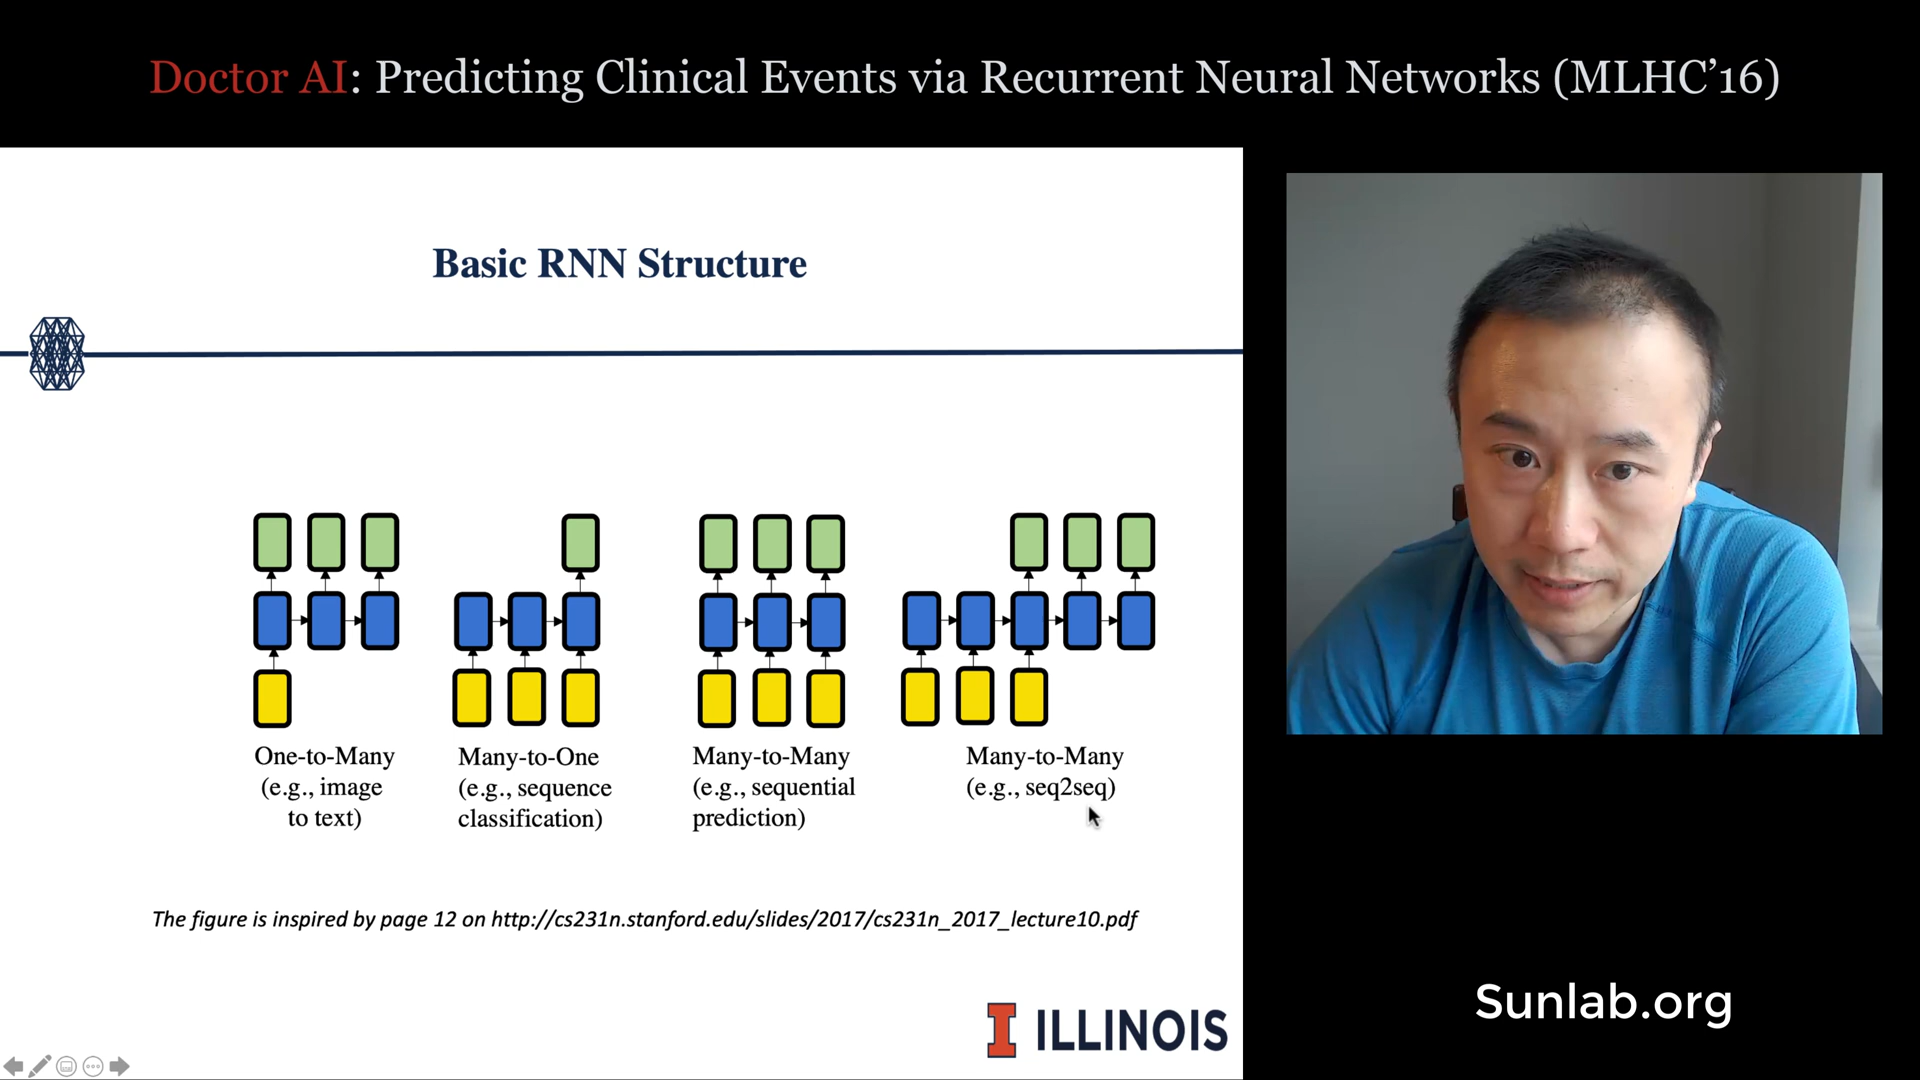 Doctor AI: Predicting Clinical Events via Recurrent Neural Networks (MLHC’16)
Basic RNN Structure
One-to-Many
(e.g., image
to text)
Many-to-One
(e.g., sequence
classification)
Many-to-Many
(e.g., sequential
prediction)
Many-to-Many
(e.g., seq2seq)
The figure is inspired by page 12 on http://cs231n.stanford.edu/slides/2017/cs231n_2017_lecture10.pdf
I ILLINOIS
Sunlab.org